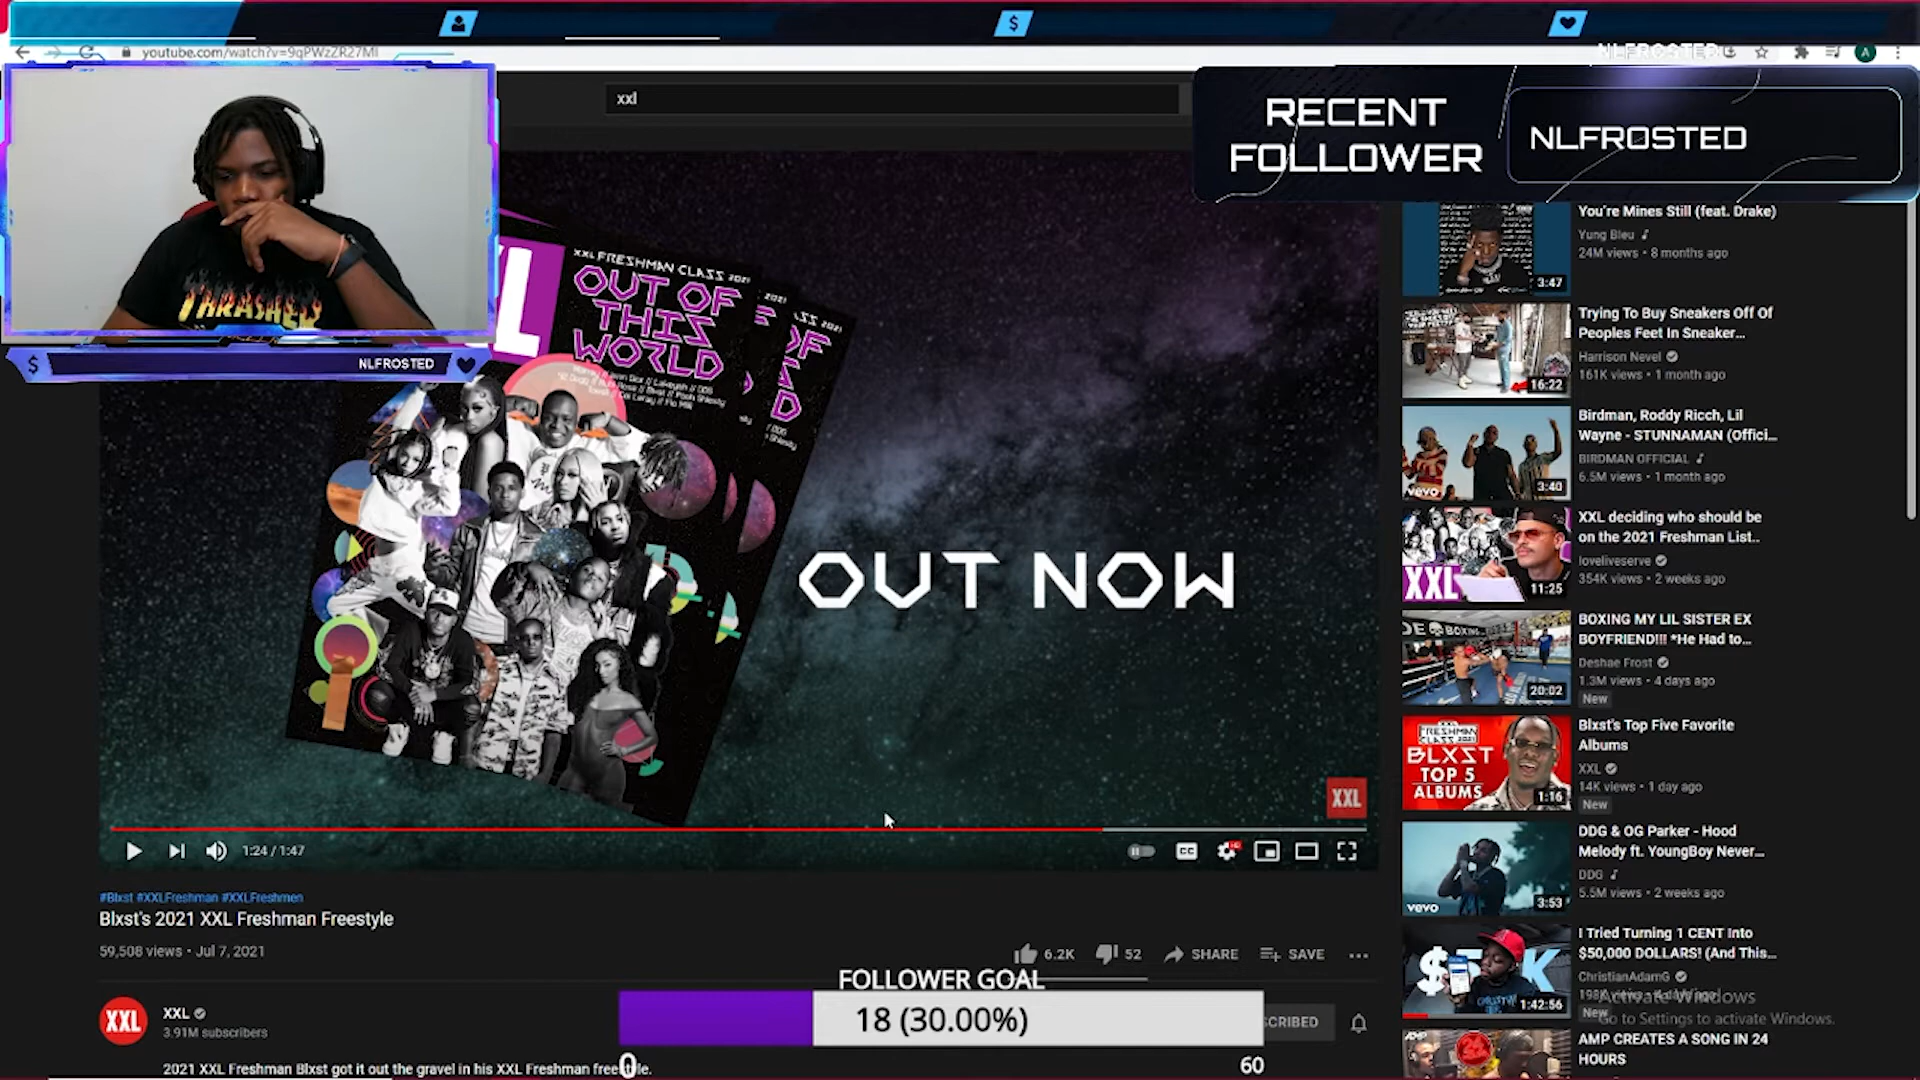 youtube.com/watch?v=9qPWzZR27MI
NLFROSTED
xxl
RECENT
FOLLOWER
NLFROSTED
THRASHER
NLFROSTED
XXL FRESHMAN CLASS 2021
OUT OF
THIS
WORLD
OUT NOW
XXL
1:24 / 1:47
#Blxst #XXLFreshman #XXLFreshmen
Blxst's 2021 XXL Freshman Freestyle
59,508 views • Jul 7, 2021
6.2K
52
SHARE
SAVE
FOLLOWER GOAL
18 (30.00%)
0
60
SCRIBED
XXL
XXL
3.91M subscribers
2021 XXL Freshman Blxst got it out the gravel in his XXL Freshman freestyle.
You're Mines Still (feat. Drake)
Yung Bleu
24M views • 8 months ago
3:47
Trying To Buy Sneakers Off Of
Peoples Feet In Sneaker...
Harrison Nevel
161K views • 1 month ago
16:22
Birdman, Roddy Ricch, Lil
Wayne - STUNNAMAN (Offici...
BIRDMAN OFFICIAL
6.5M views • 1 month ago
vevo
3:40
XXL deciding who should be
on the 2021 Freshman List..
loveliveserve
354K views • 2 weeks ago
XXL
11:25
BOXING MY LIL SISTER EX
BOYFRIEND!!! *He Had to...
Deshae Frost
1.3M views • 4 days ago
New
20:02
Blxst's Top Five Favorite
Albums
XXL
14K views • 1 day ago
New
FRESHMAN
CLASS 2021
BLXST
TOP 5
ALBUMS
1:16
DDG & OG Parker - Hood
Melody ft. YoungBoy Never...
DDG
5.5M views • 2 weeks ago
vevo
3:53
I Tried Turning 1 CENT Into
$50,000 DOLLARS! (And This...
ChristianAdamG
New
1:42:56
Activate Windows
Go to Settings to activate Windows.
AMP CREATES A SONG IN 24
HOURS